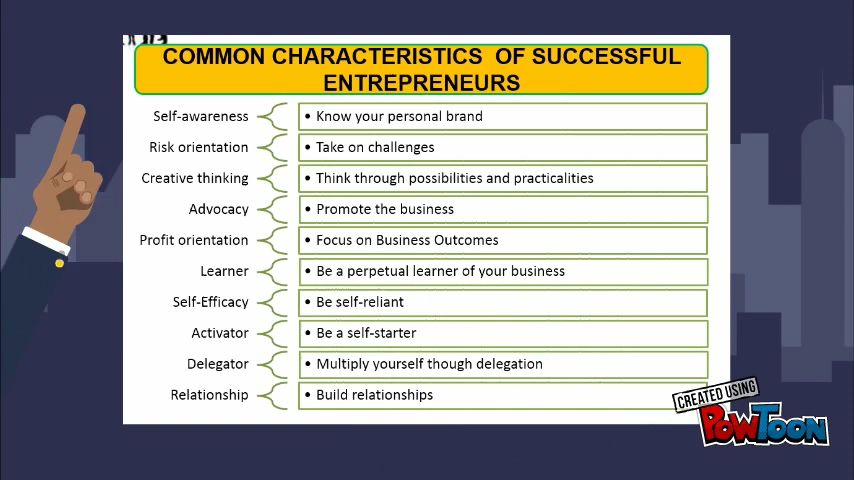 COMMON CHARACTERISTICS OF SUCCESSFUL
ENTREPRENEURS
Self-awareness • Know your personal brand
Risk orientation • Take on challenges
Creative thinking • Think through possibilities and practicalities
Advocacy • Promote the business
Profit orientation • Focus on Business Outcomes
Learner • Be a perpetual learner of your business
Self-Efficacy • Be self-reliant
Activator • Be a self-starter
Delegator • Multiply yourself though delegation
Relationship • Build relationships
CREATED USING
POWTOON